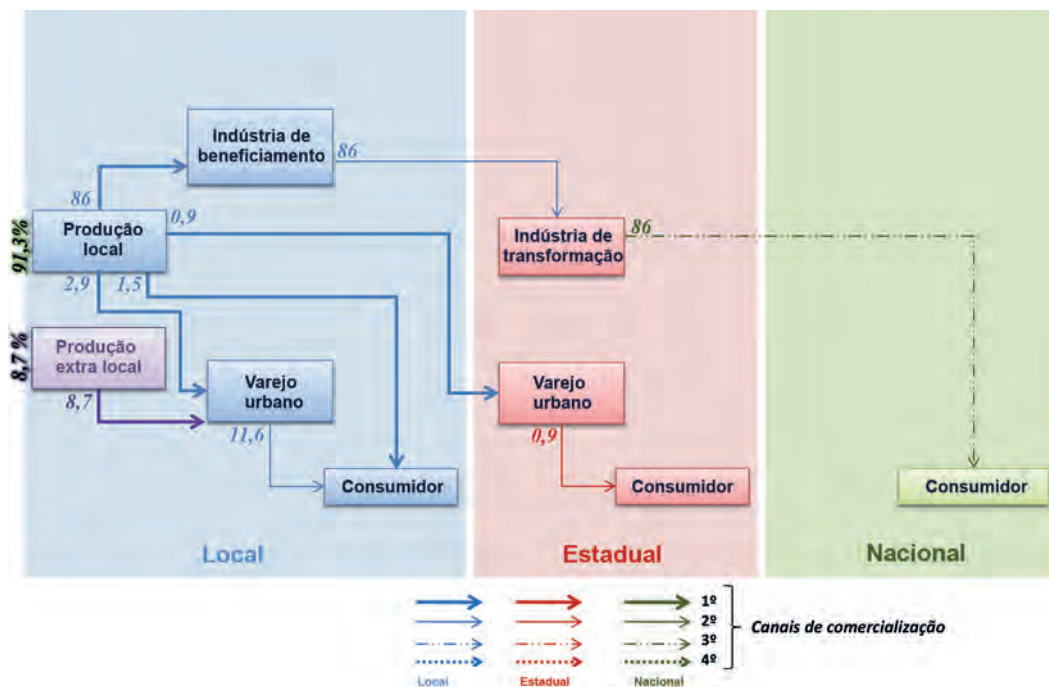 Indústria de
beneficiamento
86
86
0,9
91,3%
Produção
local
2,9
1,5
Indústria de
transformação
86
8,7 %
Produção
extra local
8,7
Varejo
urbano
11,6
Varejo
urbano
0,9
Consumidor
Consumidor
Consumidor
Local
Estadual
Nacional
1º
2º
3º
4º
Canais de comercialização
Local
Estadual
Nacional